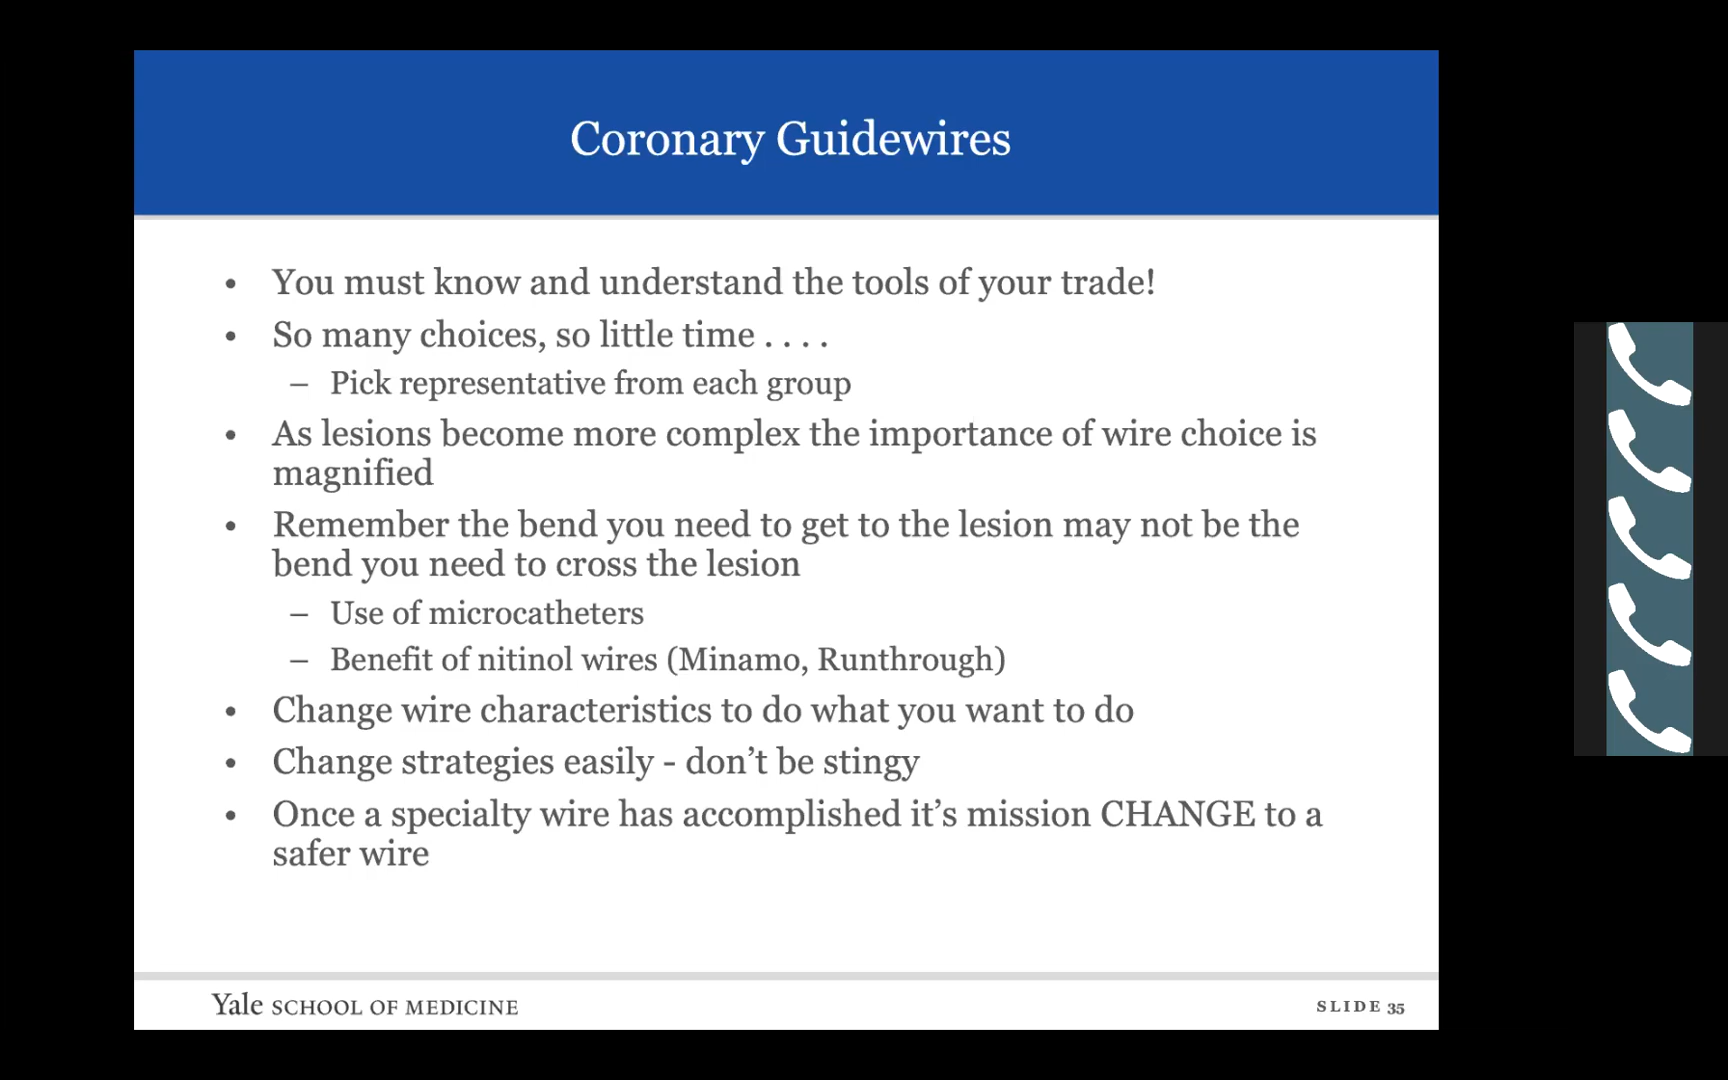 Coronary Guidewires
• You must know and understand the tools of your trade!
• So many choices, so little time . . . .
– Pick representative from each group
• As lesions become more complex the importance of wire choice is
magnified
• Remember the bend you need to get to the lesion may not be the
bend you need to cross the lesion
– Use of microcatheters
– Benefit of nitinol wires (Minamo, Runthrough)
• Change wire characteristics to do what you want to do
• Change strategies easily - don’t be stingy
• Once a specialty wire has accomplished it’s mission CHANGE to a
safer wire
Yale SCHOOL OF MEDICINE
SLIDE 35